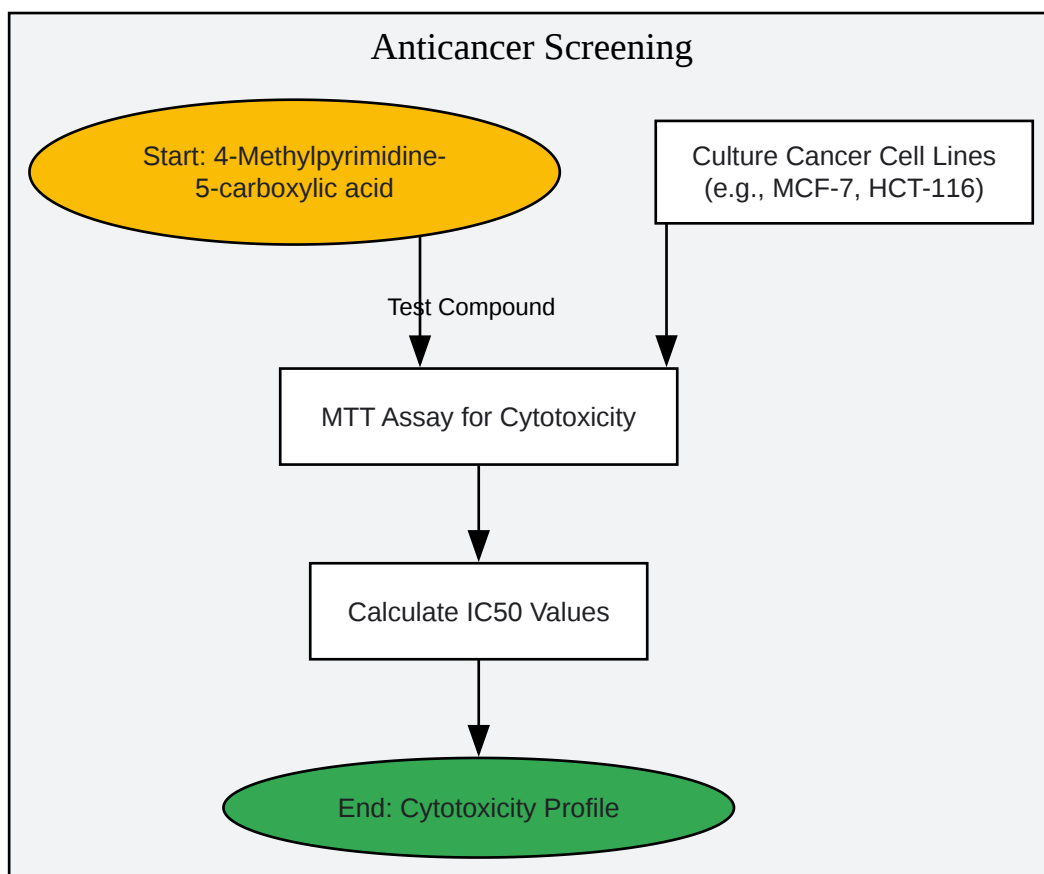 Anticancer Screening
Start: 4-Methylpyrimidine-
5-carboxylic acid
Culture Cancer Cell Lines
(e.g., MCF-7, HCT-116)
Test Compound
MTT Assay for Cytotoxicity
Calculate IC50 Values
End: Cytotoxicity Profile